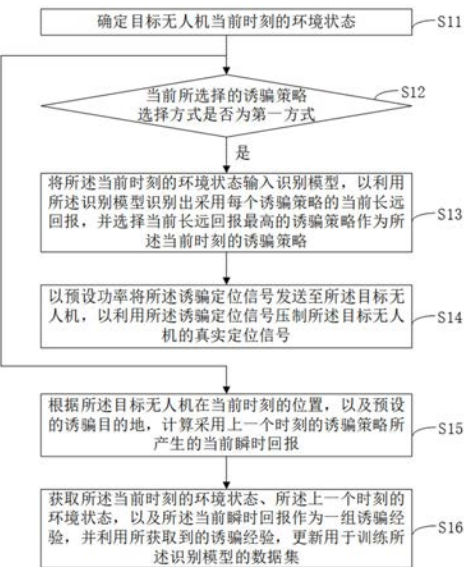 确定目标无人机当前时刻的环境状态
S11
当前所选择的诱骗策略
选择方式是否为第一方式
S12
是
将所述当前时刻的环境状态输入识别模型，以利用
所述识别模型识别出采用每个诱骗策略的当前长远
回报，并选择当前长远回报最高的诱骗策略作为所
述当前时刻的诱骗策略
S13
以预设功率将所述诱骗定位信号发送至所述目标无
人机，以利用所述诱骗定位信号压制所述目标无人
机的真实定位信号
S14
根据所述目标无人机在当前时刻的位置，以及预设
的诱骗目的地，计算采用上一个时刻的诱骗策略所
产生的当前瞬时回报
S15
获取所述当前时刻的环境状态、所述上一个时刻的
环境状态，以及所述当前瞬时回报作为一组诱骗经
验，并利用所获取到的诱骗经验，更新用于训练所
述识别模型的数据集
S16